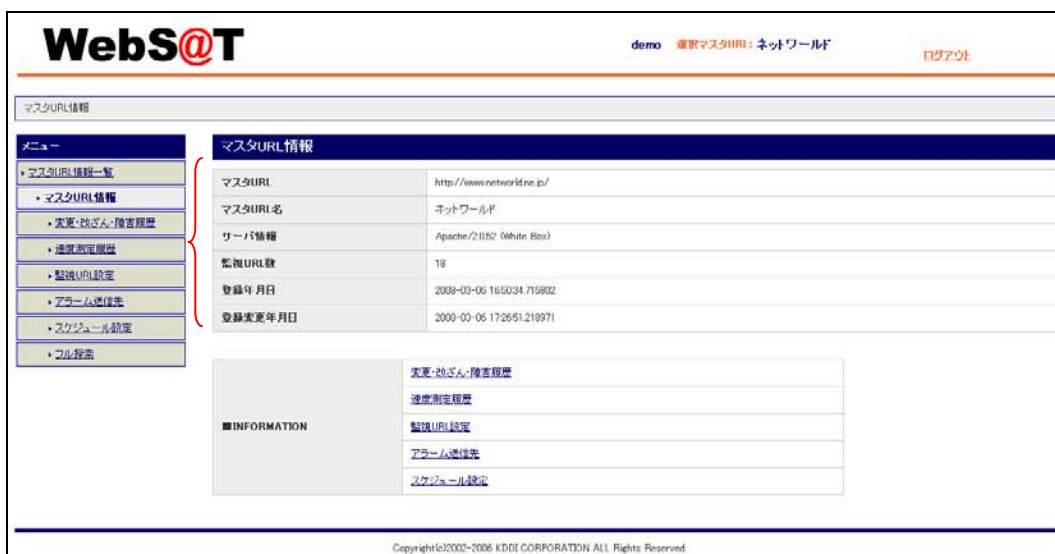 WebS@T
demo 選択マスタURL: ネットワールド
ログアウト
マスタURL情報
メニュー
マスタURL情報一覧
マスタURL情報
変更・改ざん・障害履歴
速度測定履歴
監視URL設定
アラーム送信先
スケジュール設定
フル探索
マスタURL情報
マスタURL http://www.networld.ne.jp/
マスタURL名 ネットワールド
サーバ情報 Apache/2.0.52 (White Box)
監視URL数 18
登録年月日 2008-03-06 16:50:34.715802
登録変更年月日 2008-03-06 17:26:51.218971
■INFORMATION
変更・改ざん・障害履歴
速度測定履歴
監視URL設定
アラーム送信先
スケジュール設定
Copyright(c)2002-2006 KDDI CORPORATION ALL Rights Reserved